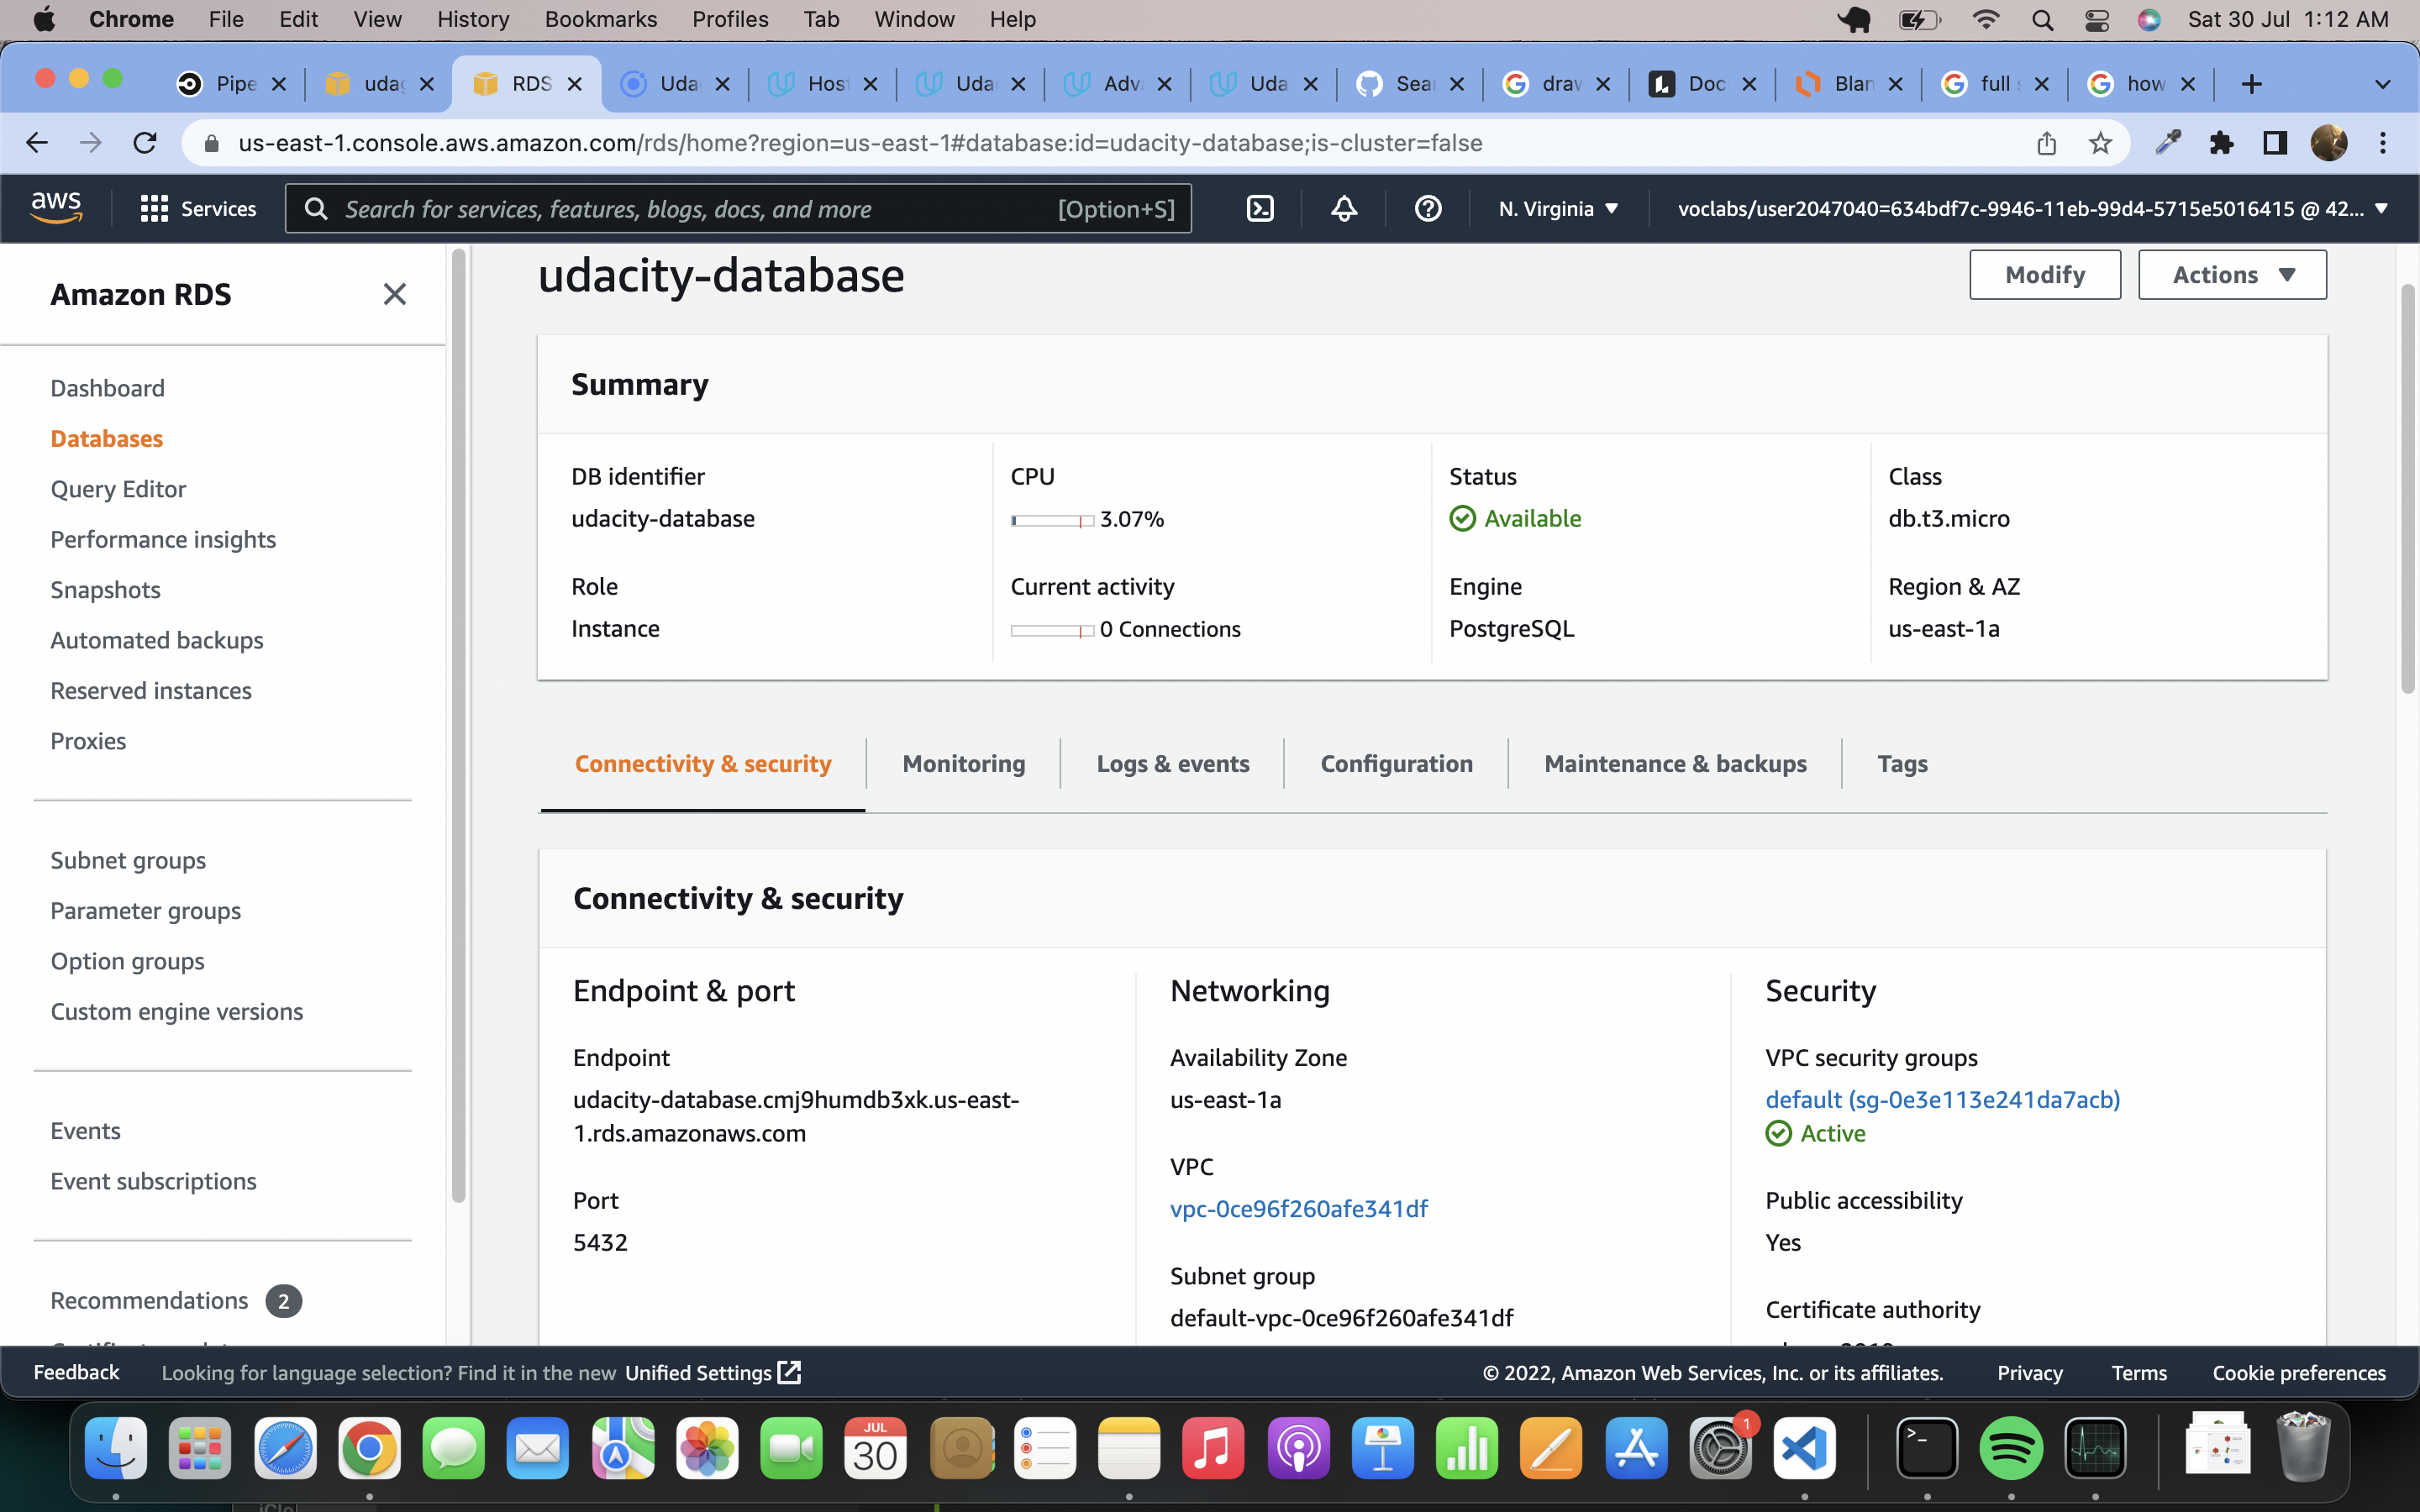 Chrome File Edit View History Bookmarks Profiles Tab Window Help Sat 30 Jul 1:12 AM
Pipe udag RDS Uda Host Uda Adv Uda Sear draw Doc Blan full s how
us-east-1.console.aws.amazon.com/rds/home?region=us-east-1#database:id=udacity-database;is-cluster=false
aws Services Search for services, features, blogs, docs, and more [Option+S] N. Virginia voclabs/user2047040=634bdf7c-9946-11eb-99d4-5715e5016415 @ 42...
Amazon RDS
Dashboard
Databases
Query Editor
Performance insights
Snapshots
Automated backups
Reserved instances
Proxies
Subnet groups
Parameter groups
Option groups
Custom engine versions
Events
Event subscriptions
Recommendations 2
udacity-database
Modify
Actions
Summary
DB identifier
udacity-database
CPU
3.07%
Status
Available
Class
db.t3.micro
Role
Instance
Current activity
0 Connections
Engine
PostgreSQL
Region & AZ
us-east-1a
Connectivity & security Monitoring Logs & events Configuration Maintenance & backups Tags
Connectivity & security
Endpoint & port
Endpoint
udacity-database.cmj9humdb3xk.us-east-
1.rds.amazonaws.com
Port
5432
Networking
Availability Zone
us-east-1a
VPC
vpc-0ce96f260afe341df
Subnet group
default-vpc-0ce96f260afe341df
Security
VPC security groups
default (sg-0e3e113e241da7acb)
Active
Public accessibility
Yes
Certificate authority
Feedback Looking for language selection? Find it in the new Unified Settings © 2022, Amazon Web Services, Inc. or its affiliates. Privacy Terms Cookie preferences
JUL
30
1